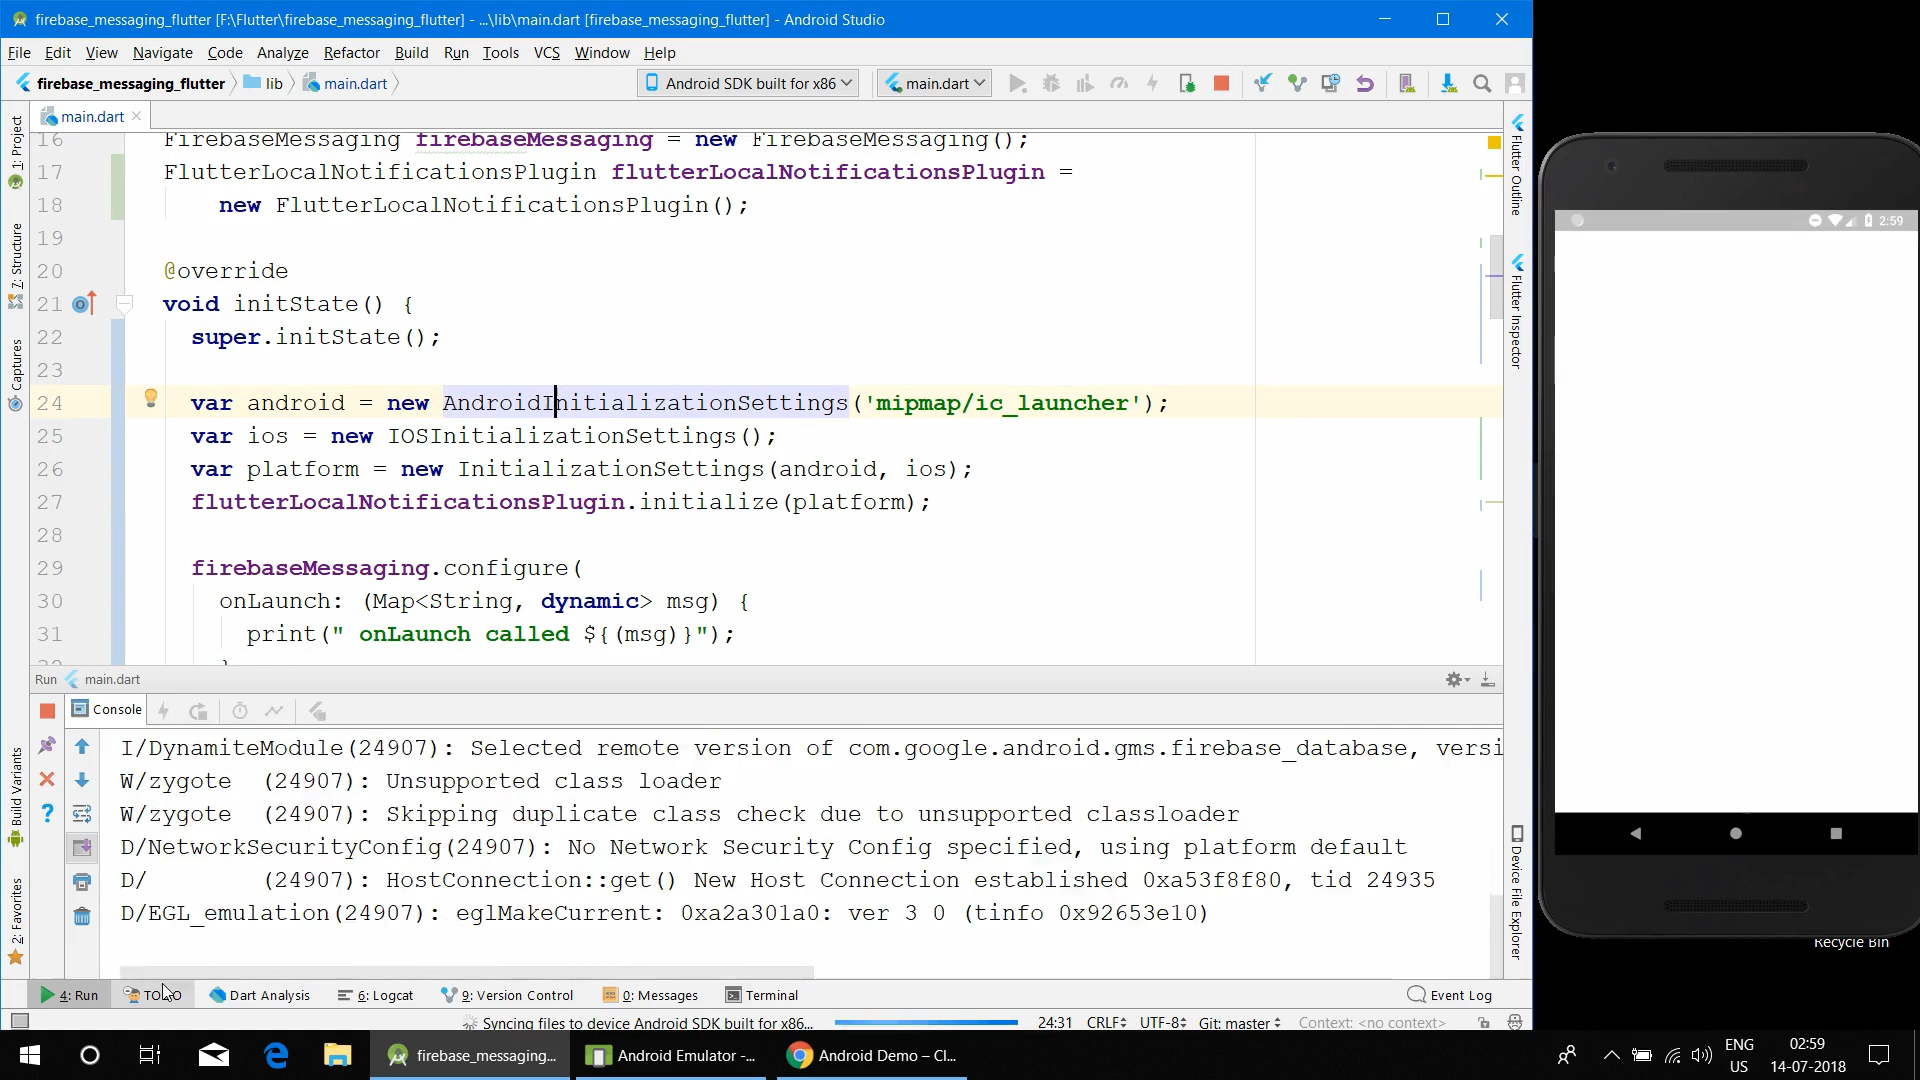 firebase_messaging_flutter [F:\Flutter\firebase_messaging_flutter] - ...\lib\main.dart [firebase_messaging_flutter] - Android Studio
File Edit View Navigate Code Analyze Refactor Build Run Tools VCS Window Help
firebase_messaging_flutter lib main.dart Android SDK built for x86 main.dart
main.dart
1: Project
7: Structure
Captures
Build Variants
2: Favorites
16 FirebaseMessaging firebaseMessaging = new FirebaseMessaging();
17 FlutterLocalNotificationsPlugin flutterLocalNotificationsPlugin =
18 new FlutterLocalNotificationsPlugin();
19
20 @override
21 void initState() {
22 super.initState();
23
24 var android = new AndroidInitializationSettings('mipmap/ic_launcher');
25 var ios = new IOSInitializationSettings();
26 var platform = new InitializationSettings(android, ios);
27 flutterLocalNotificationsPlugin.initialize(platform);
28
29 firebaseMessaging.configure(
30 onLaunch: (Map<String, dynamic> msg) {
31 print(" onLaunch called ${(msg)}");
Flutter Outline
Flutter Inspector
Device File Explorer
2:59
Run main.dart
Console
I/DynamiteModule(24907): Selected remote version of com.google.android.gms.firebase_database, versi
W/zygote (24907): Unsupported class loader
W/zygote (24907): Skipping duplicate class check due to unsupported classloader
D/NetworkSecurityConfig(24907): No Network Security Config specified, using platform default
D/ (24907): HostConnection::get() New Host Connection established 0xa53f8f80, tid 24935
D/EGL_emulation(24907): eglMakeCurrent: 0xa2a301a0: ver 3 0 (tinfo 0x92653e10)
Recycle Bin
4: Run TODO Dart Analysis 6: Logcat 9: Version Control 0: Messages Terminal Event Log
Syncing files to device Android SDK built for x86... 24:31 CRLF UTF-8 Git: master Context: <no context>
firebase_messaging... Android Emulator -... Android Demo – Cl...
ENG
US
02:59
14-07-2018